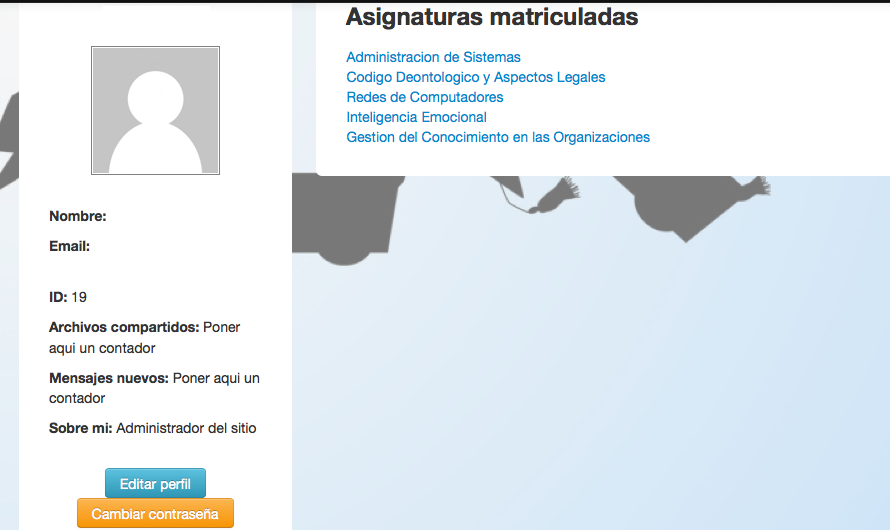 Asignaturas matriculadas
Administracion de Sistemas
Codigo Deontologico y Aspectos Legales
Redes de Computadores
Inteligencia Emocional
Gestion del Conocimiento en las Organizaciones
Nombre:
Email:
ID: 19
Archivos compartidos: Poner
aqui un contador
Mensajes nuevos: Poner aqui un
contador
Sobre mi: Administrador del sitio
Editar perfil
Cambiar contraseña